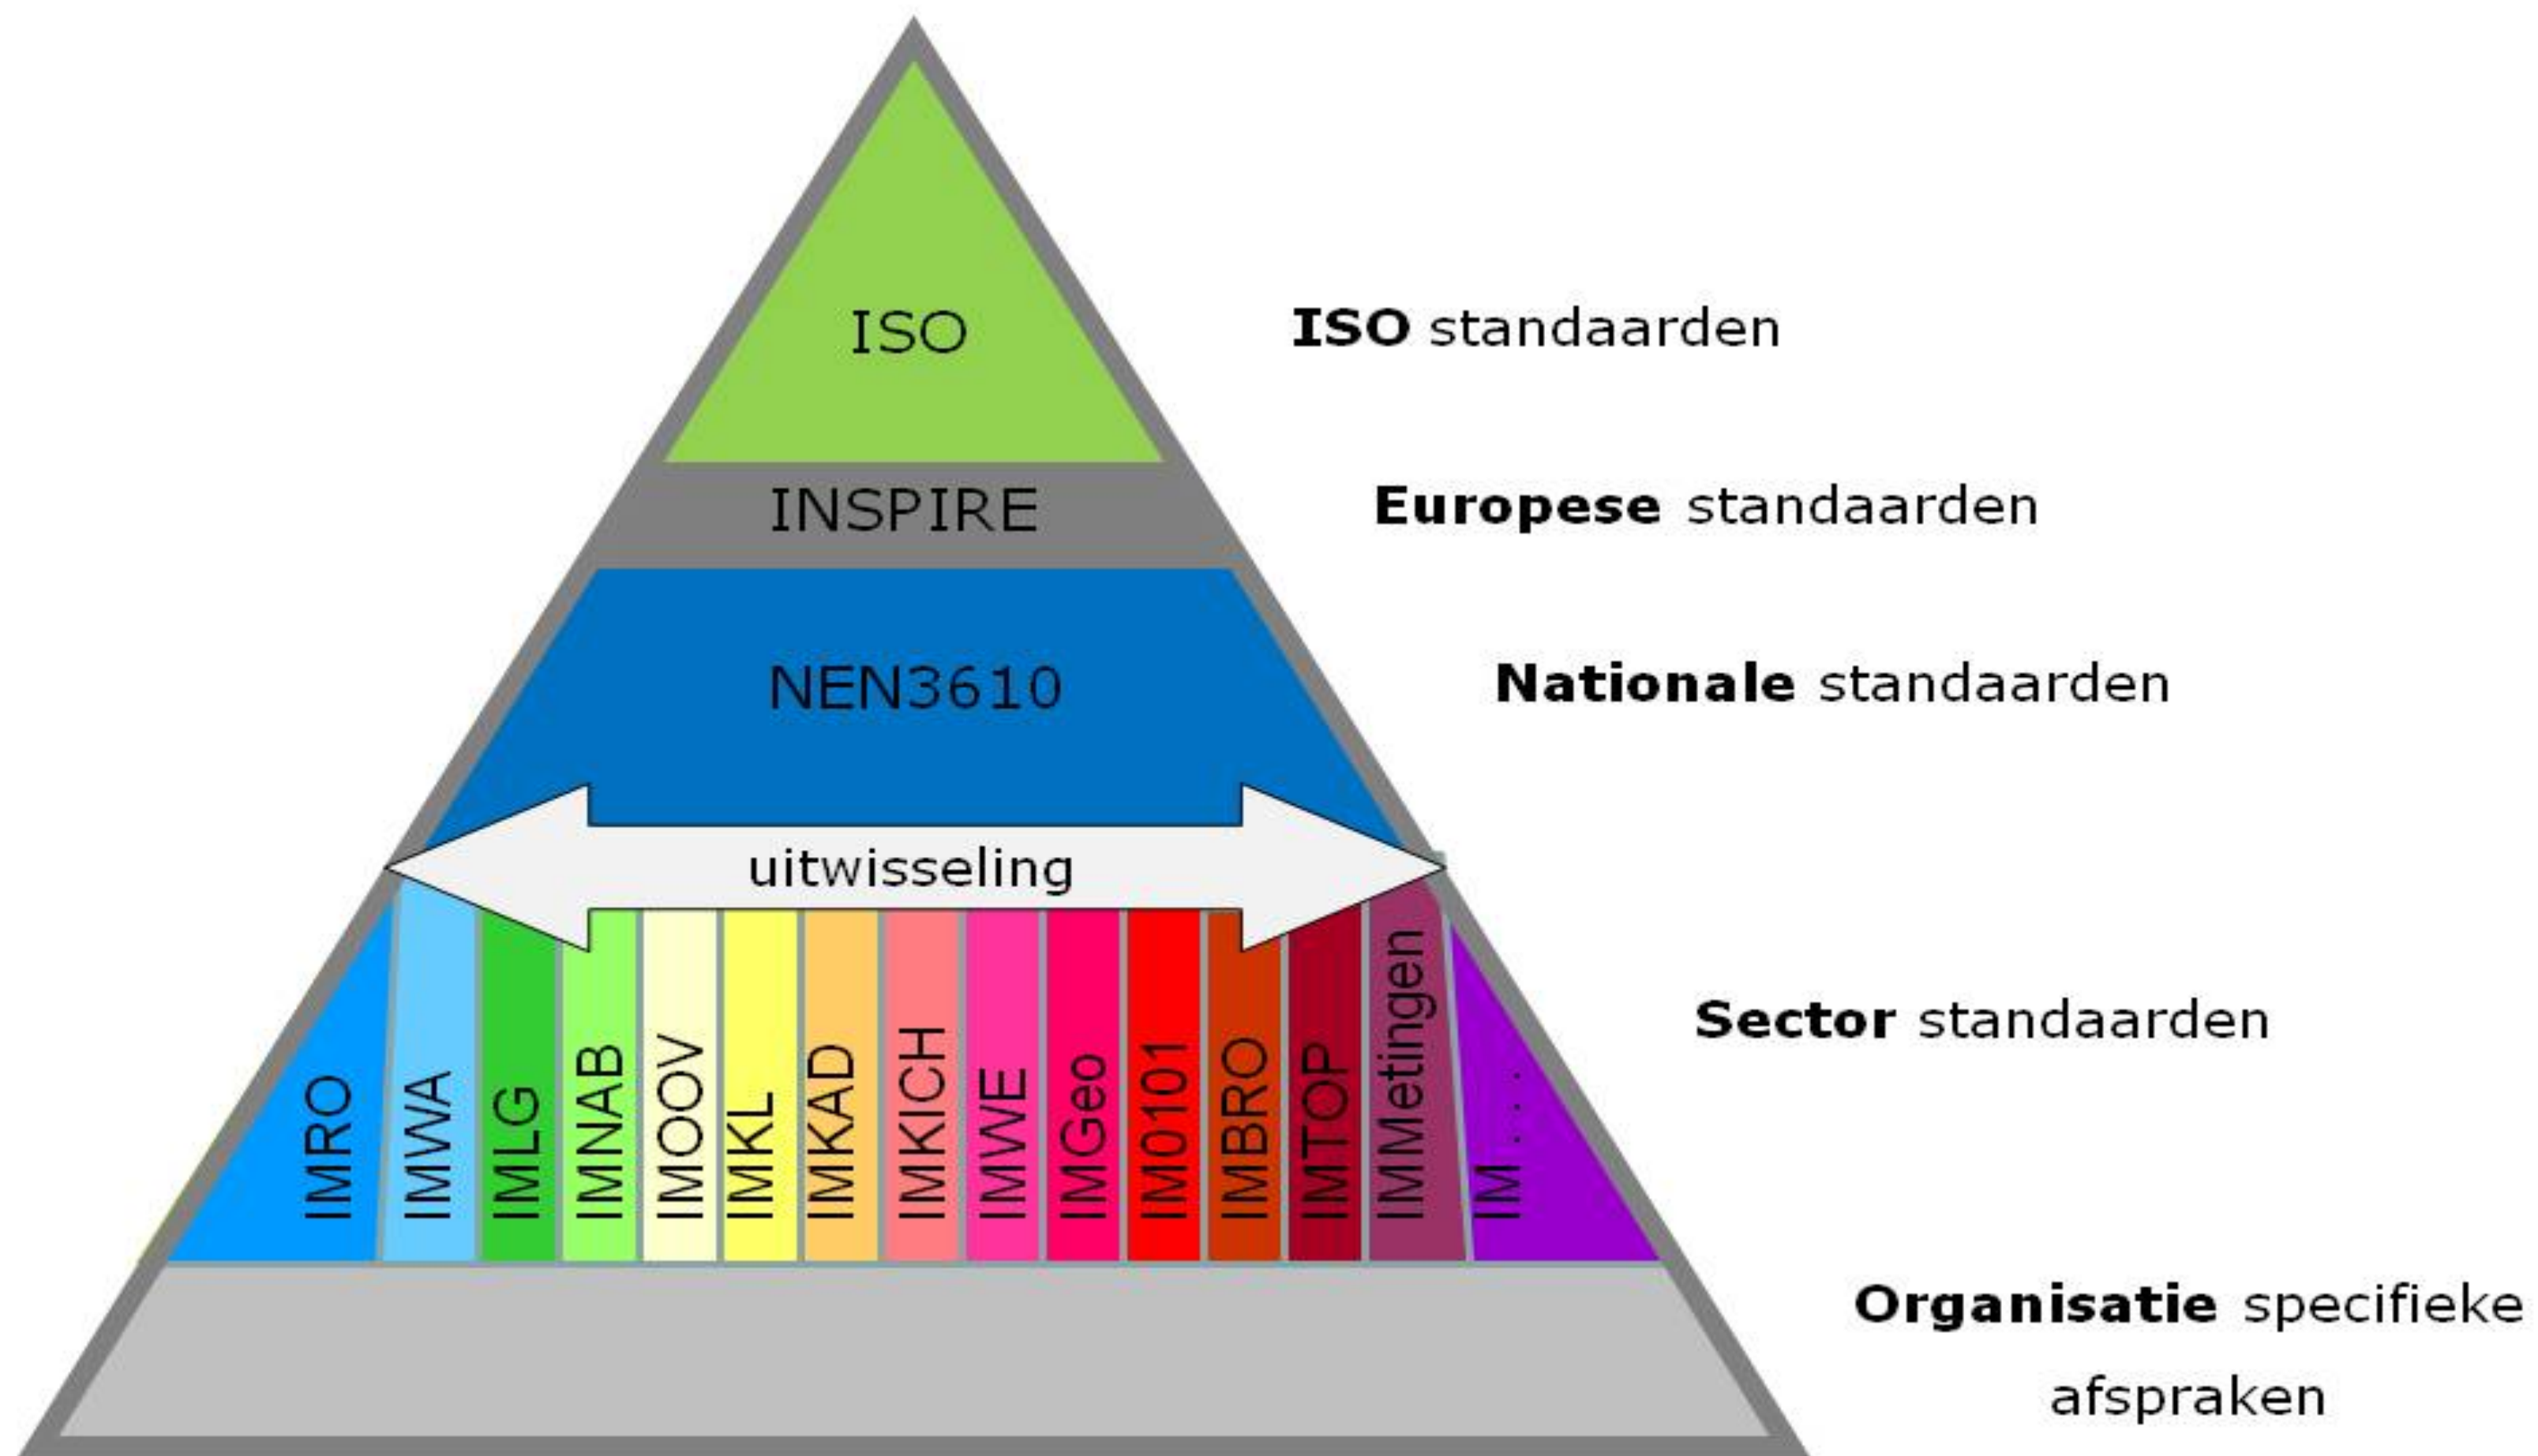 ISO
ISO standaarden
INSPIRE
Europese standaarden
NEN3610
Nationale standaarden
uitwisseling
IMRO
IMWA
IMLG
IMNAB
IMOOV
IMKL
IMKAD
IMKICH
IMWE
IMGeo
IM0101
IMBRO
IMTOP
IMMetingen
IM....
Sector standaarden
Organisatie specifieke
afspraken